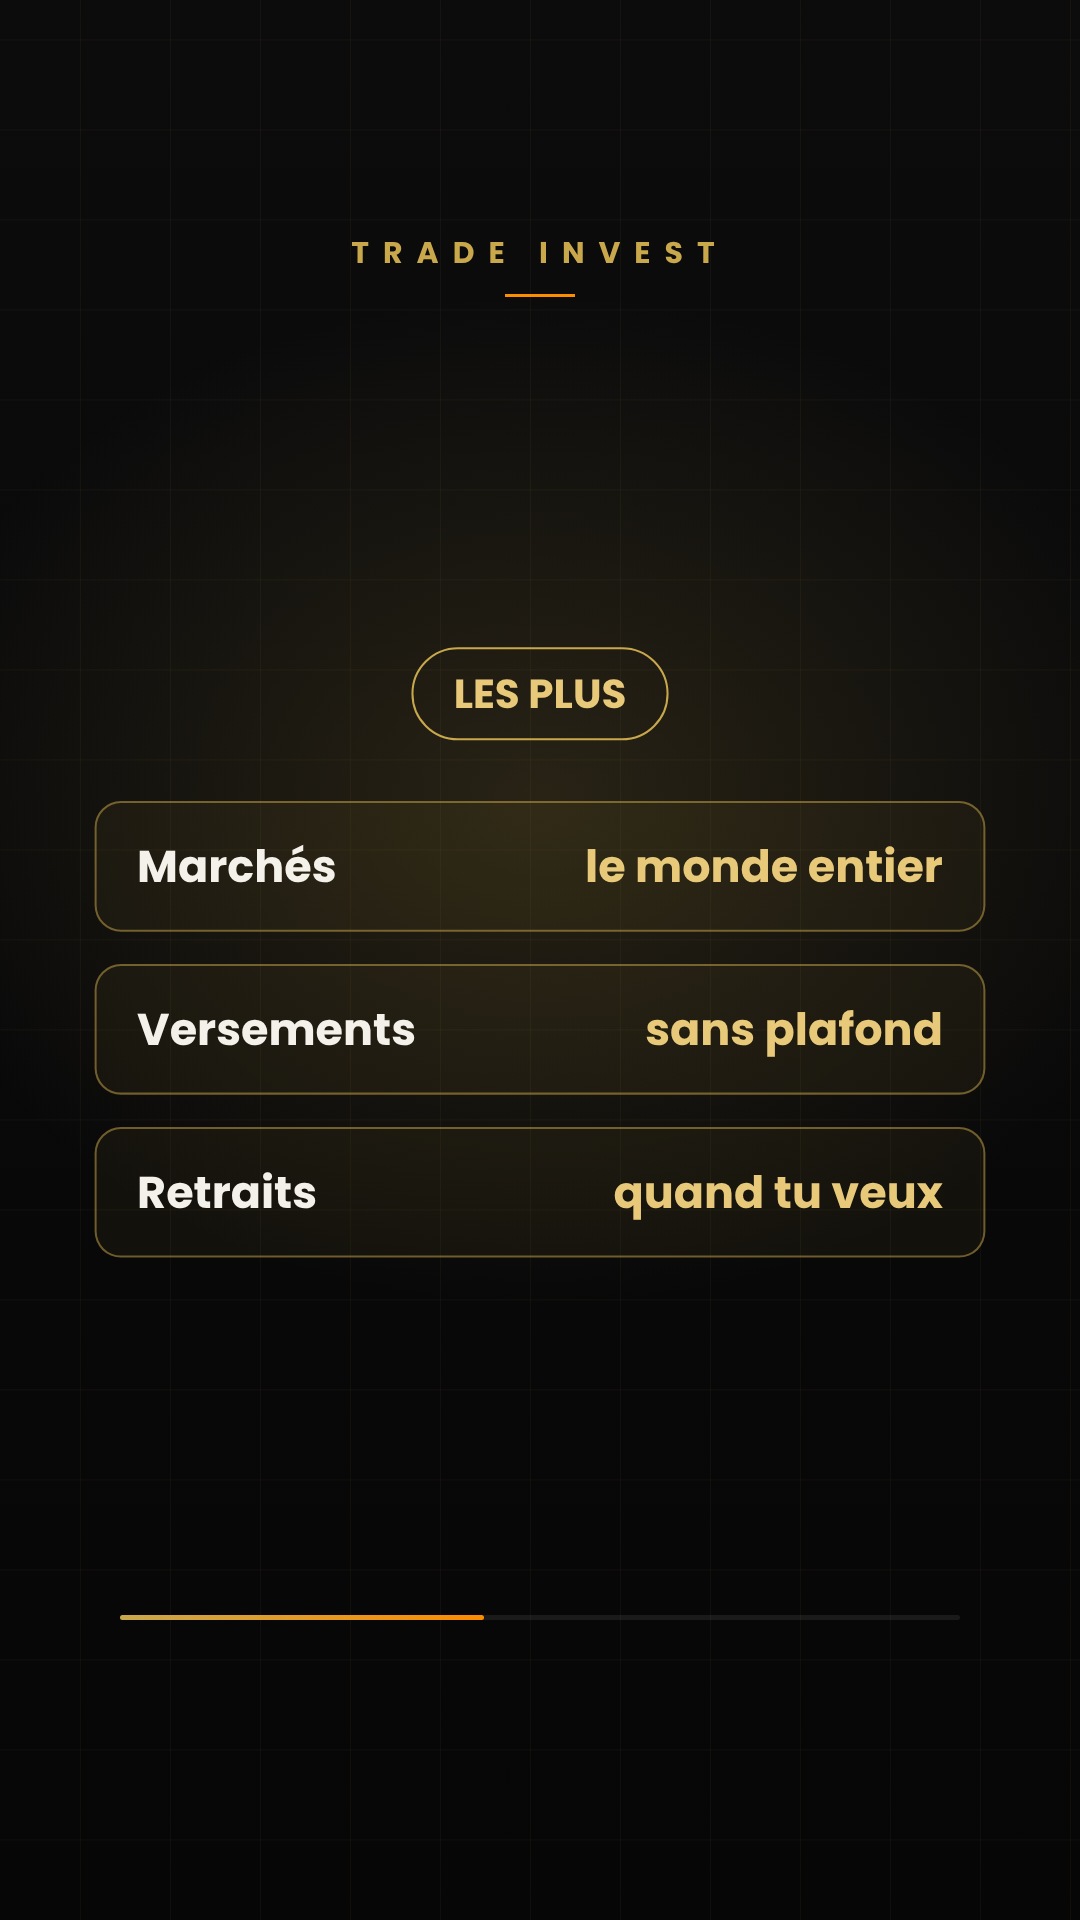 TRADE INVEST
LES PLUS
Marchés le monde entier
Versements sans plafond
Retraits quand tu veux